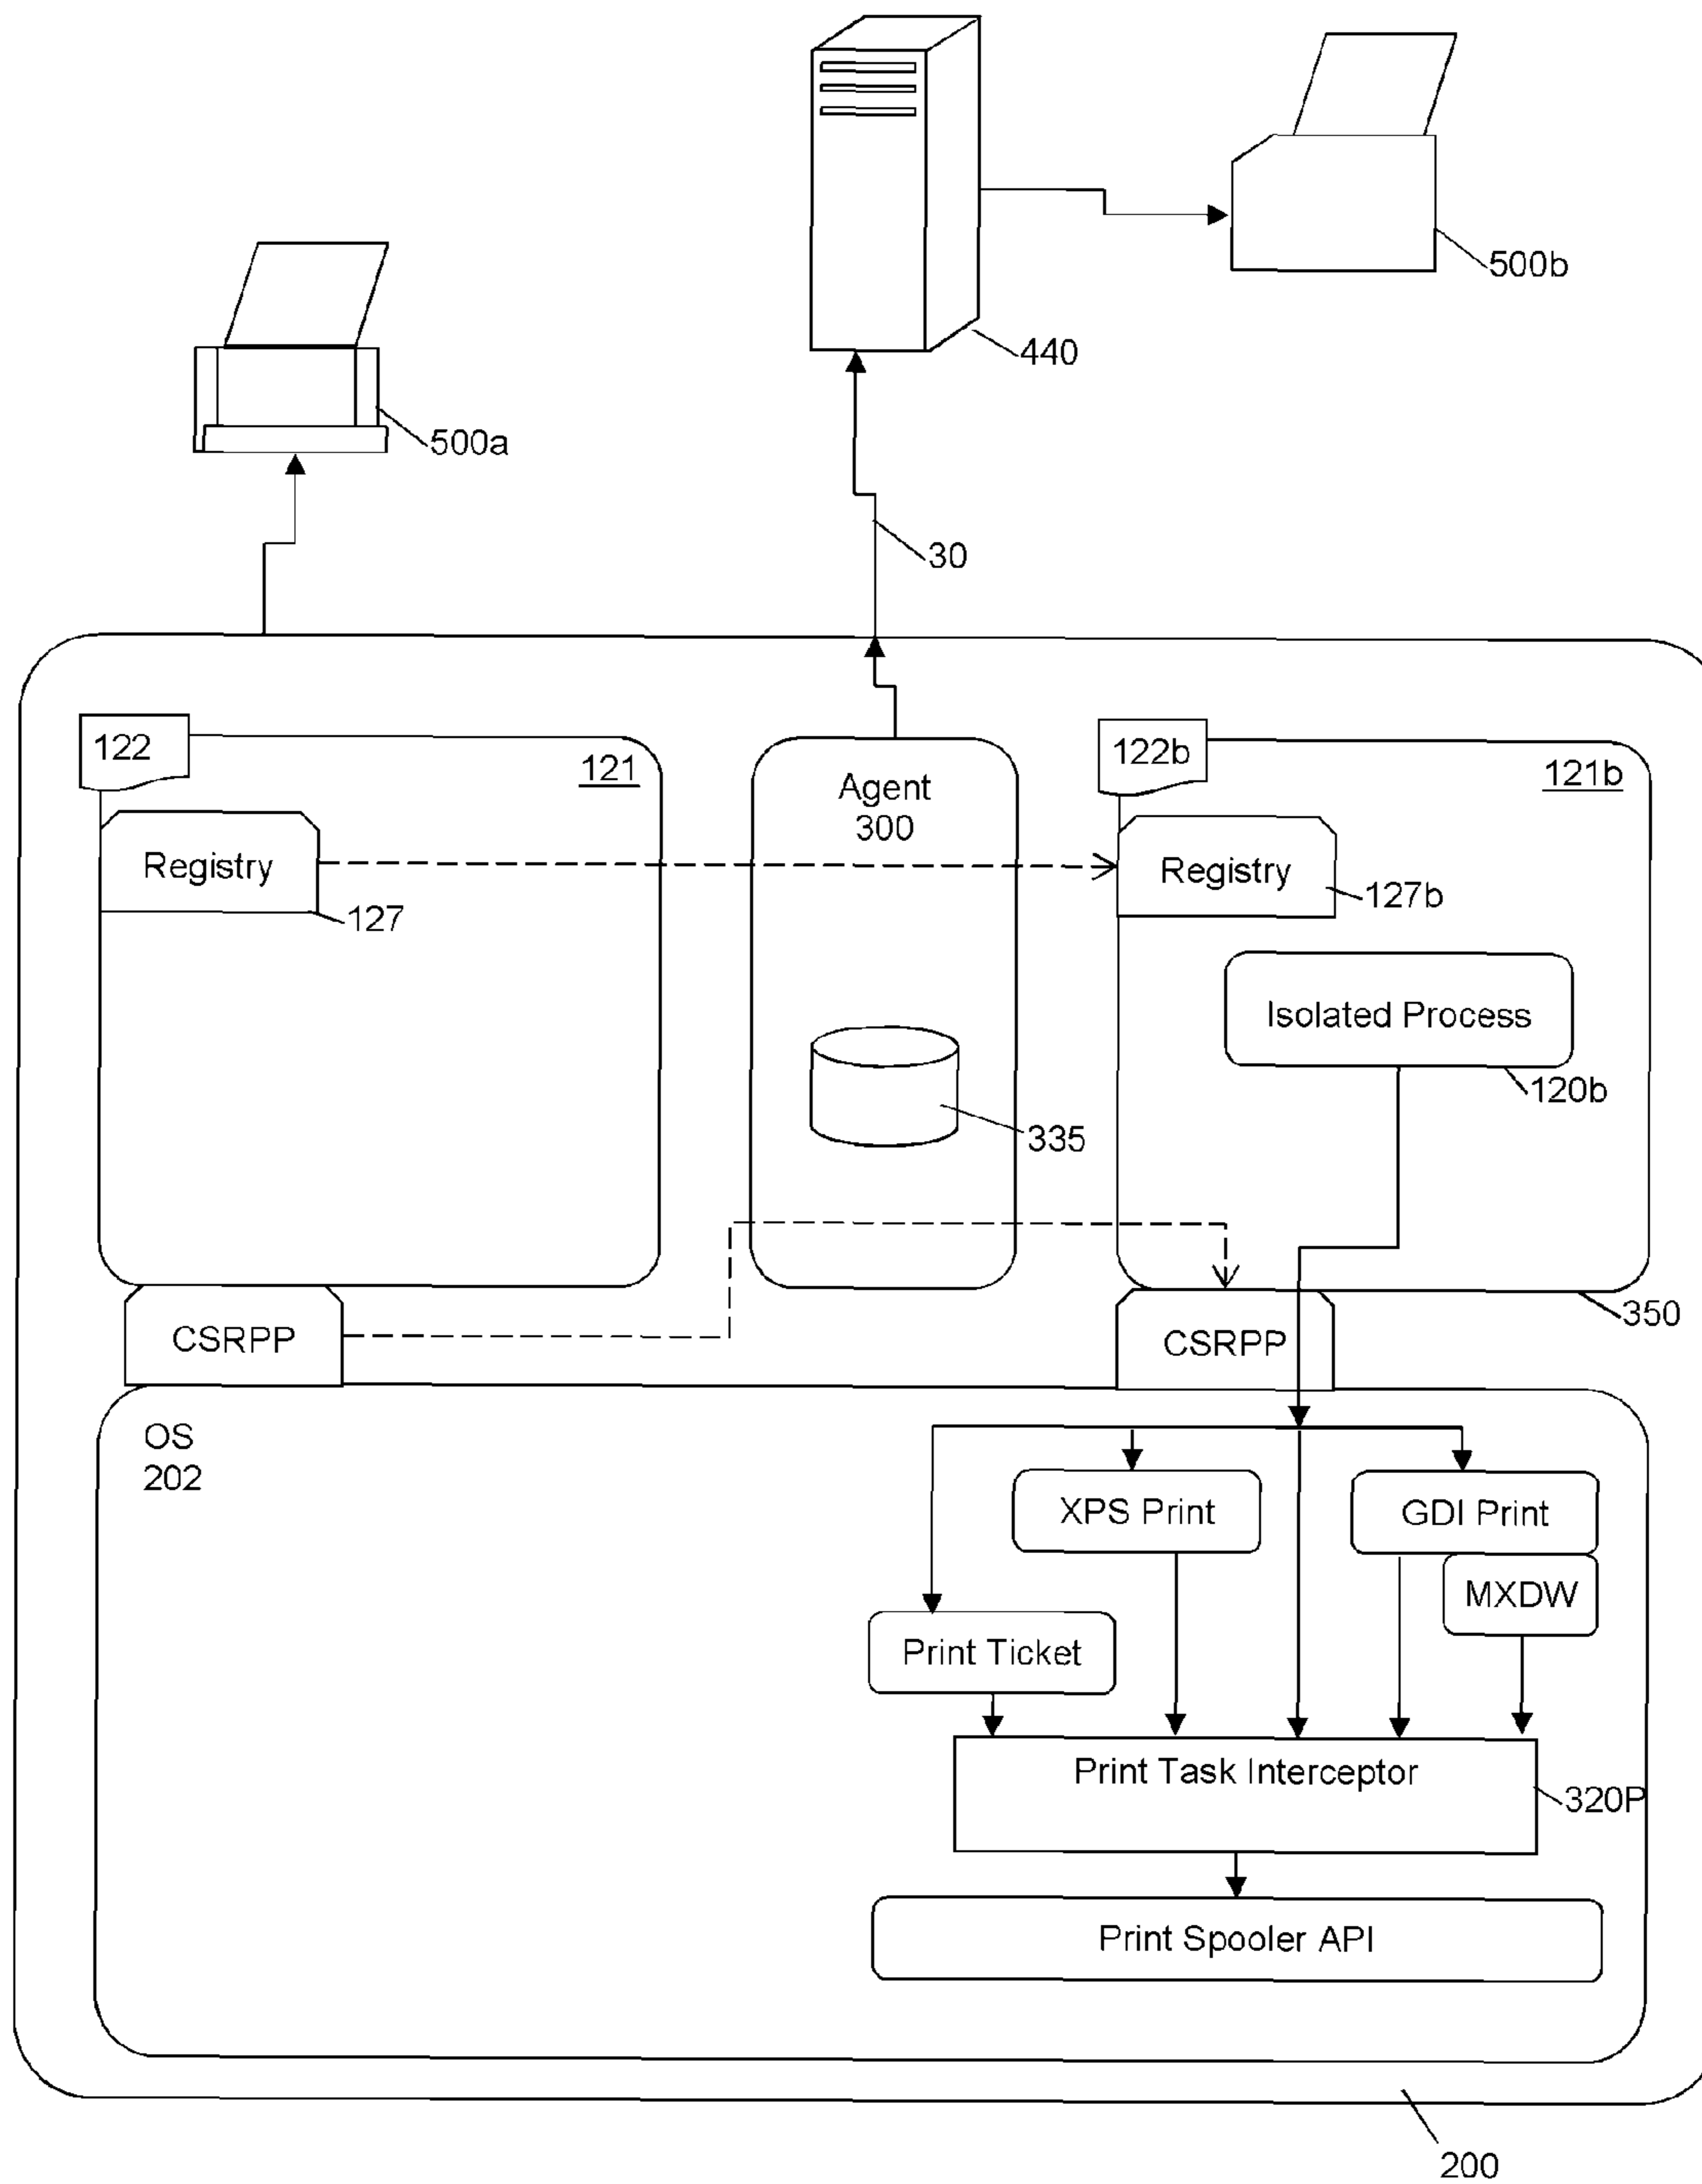 500b
440
500a
30
122
121
Agent
300
122b
121b
Registry
127
Registry
127b
Isolated Process
120b
335
350
CSRPP
CSRPP
OS
202
XPS Print
GDI Print
MXDW
Print Ticket
Print Task Interceptor
320P
Print Spooler API
200